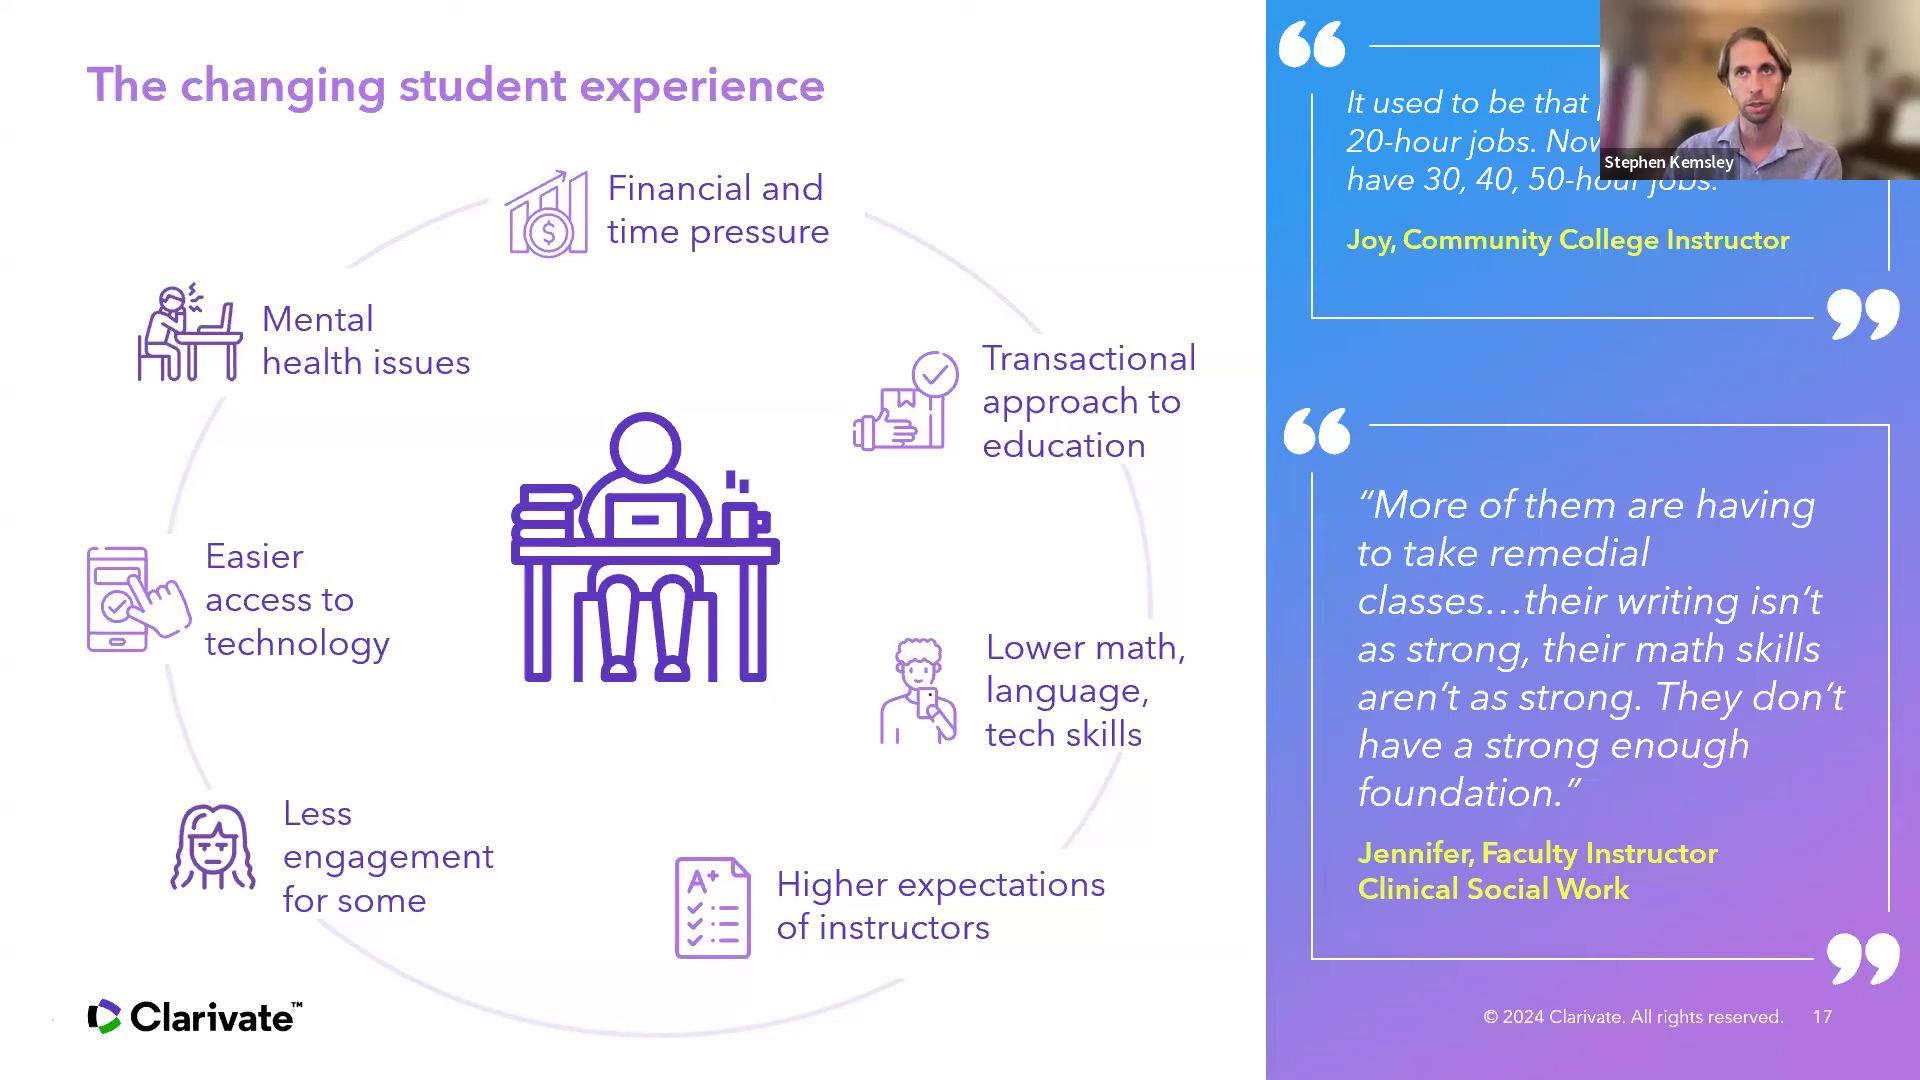 The changing student experience
Financial and
time pressure
Mental
health issues
Transactional
approach to
education
Easier
access to
technology
Lower math,
language,
tech skills
Less
engagement
for some
A+
Higher expectations
of instructors
Clarivate™
“
It used to be that
20-hour jobs.
have 30, 40, 50-hour jobs.
Joy, Community College Instructor
”
“
“More of them are having
to take remedial
classes...their writing isn’t
as strong, their math skills
aren’t as strong. They don’t
have a strong enough
foundation.”
Jennifer, Faculty Instructor
Clinical Social Work
”
© 2024 Clarivate. All rights reserved. 17
Stephen Kemsley